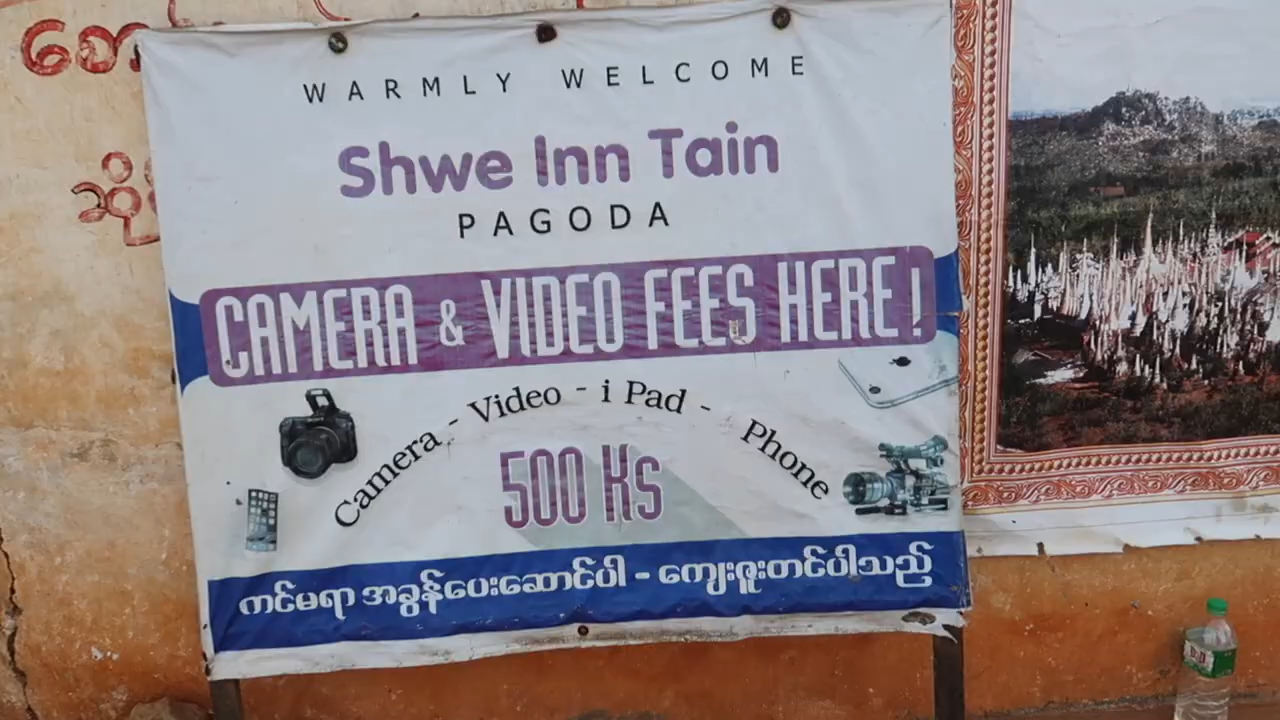 WARMLY WELCOME
Shwe Inn Tain
PAGODA
CAMERA & VIDEO FEES HERE!
Camera - Video - i Pad - Phone
500 Ks
ကင်မရာ အခွန်ပေးဆောင်ပါ - ကျေးဇူးတင်ပါသည်